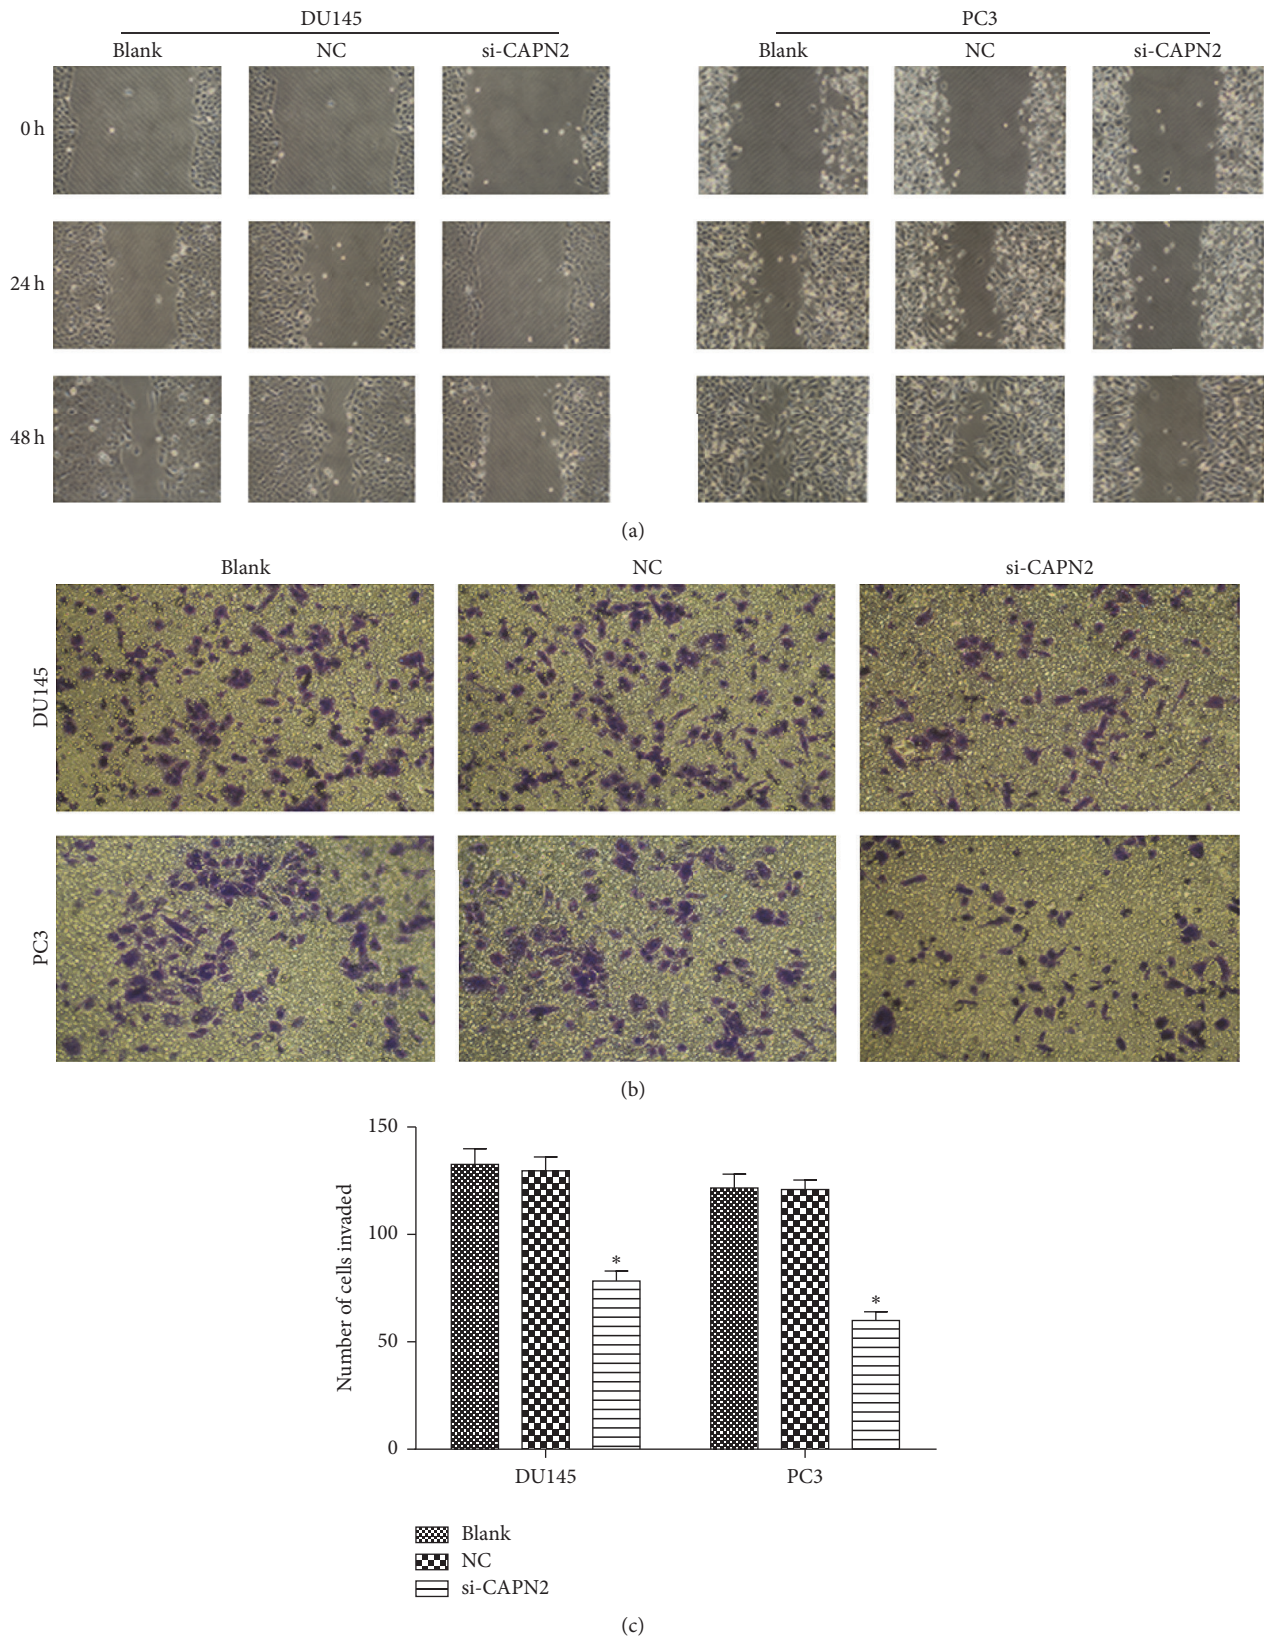 DU145
PC3
Blank
NC
si-CAPN2
Blank
NC
si-CAPN2
0 h
24 h
48 h
(a)
Blank
NC
si-CAPN2
DU145
PC3
(b)
150
100
50
0
Number of cells invaded
*
*
DU145
PC3
Blank
NC
si-CAPN2
(c)